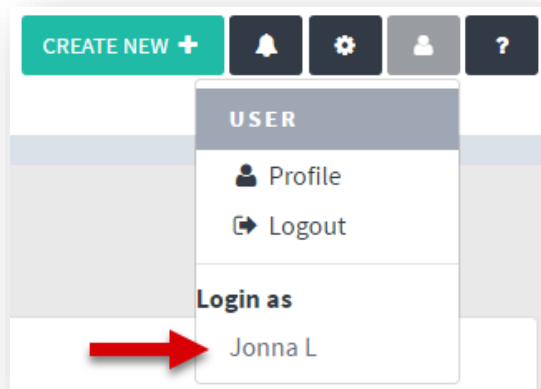 CREATE NEW +
?
USER
Profile
Logout
Login as
Jonna L